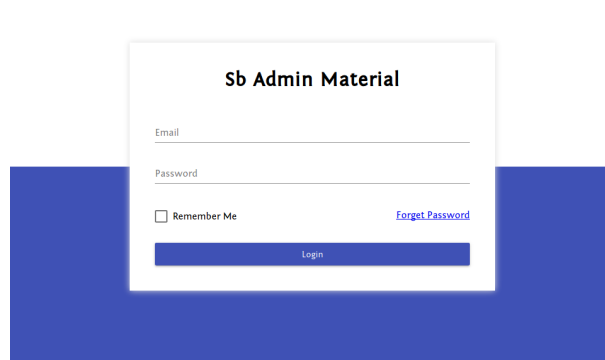 Sb Admin Material
Email
Password
Remember Me Forget Password
Login